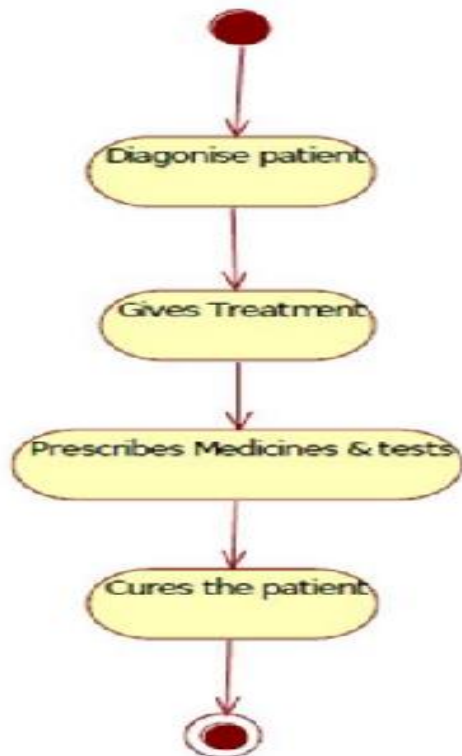 Diagonise patient
Gives Treatment
Prescribes Medicines & tests
Cures the patient